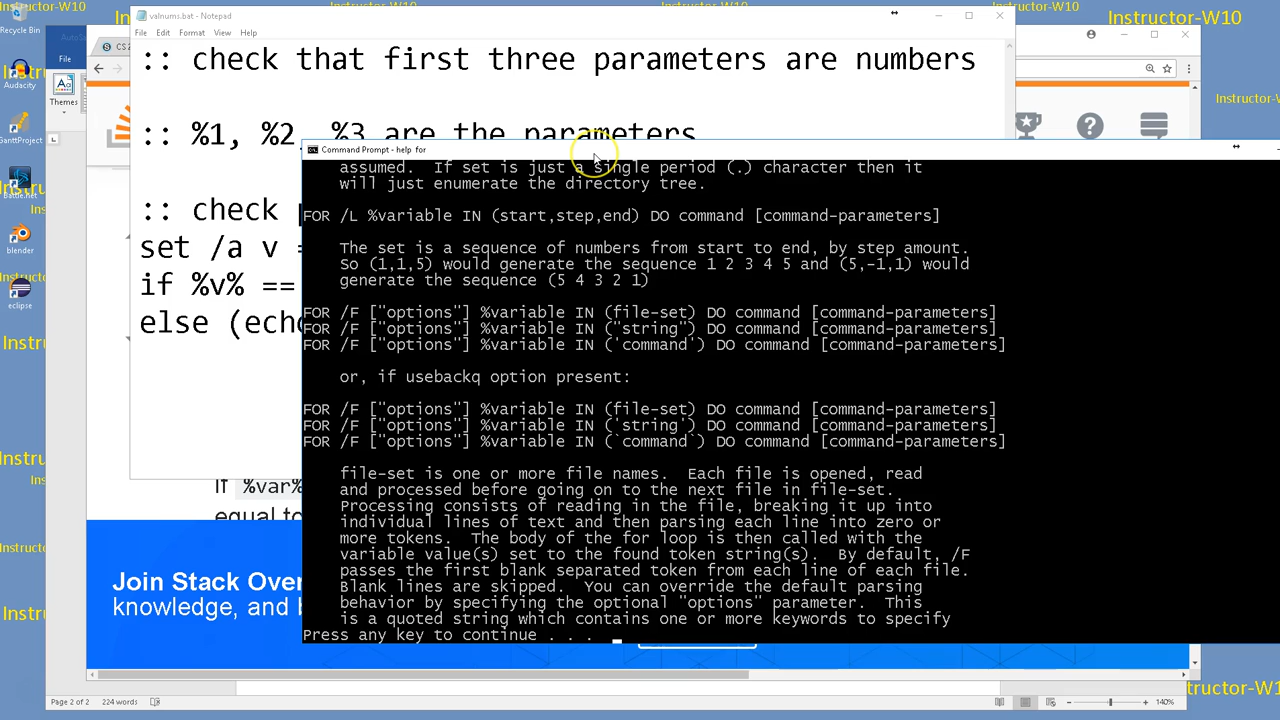 Instructor-W10
Instructor-W10
Instructor-W10
Instructor-W10
Recycle Bin
Audacity
GanttProject
blender
eclipse
valnums.bat - Notepad
File Edit Format View Help
:: check that first three parameters are numbers
:: %1, %2, %3 are the parameters
:: check
set /a v =
if %v% ==
else (echo
File
Themes
CS 2
Command Prompt - help for
assumed. If set is just a single period (.) character then it
will just enumerate the directory tree.
FOR /L %variable IN (start,step,end) DO command [command-parameters]
The set is a sequence of numbers from start to end, by step amount.
So (1,1,5) would generate the sequence 1 2 3 4 5 and (5,-1,1) would
generate the sequence (5 4 3 2 1)
FOR /F ["options"] %variable IN (file-set) DO command [command-parameters]
FOR /F ["options"] %variable IN ("string") DO command [command-parameters]
FOR /F ["options"] %variable IN ('command') DO command [command-parameters]
or, if usebackq option present:
FOR /F ["options"] %variable IN (file-set) DO command [command-parameters]
FOR /F ["options"] %variable IN ('string') DO command [command-parameters]
FOR /F ["options"] %variable IN (`command`) DO command [command-parameters]
file-set is one or more file names. Each file is opened, read
and processed before going on to the next file in file-set.
Processing consists of reading in the file, breaking it up into
individual lines of text and then parsing each line into zero or
more tokens. The body of the for loop is then called with the
variable value(s) set to the found token string(s). By default, /F
passes the first blank separated token from each line of each file.
Blank lines are skipped. You can override the default parsing
behavior by specifying the optional "options" parameter. This
is a quoted string which contains one or more keywords to specify
Press any key to continue . . .
If %var%
equal to
Join Stack Over
knowledge, and b
Page 2 of 2 224 words
140%